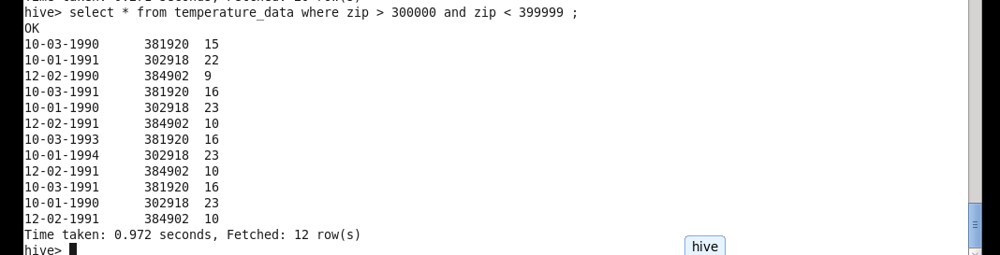 hive> select * from temperature_data where zip > 300000 and zip < 399999 ;
OK
10-03-1990 381920 15
10-01-1991 302918 22
12-02-1990 384902 9
10-03-1991 381920 16
10-01-1990 302918 23
12-02-1991 384902 10
10-03-1993 381920 16
10-01-1994 302918 23
12-02-1991 384902 10
10-03-1991 381920 16
10-01-1990 302918 23
12-02-1991 384902 10
Time taken: 0.972 seconds, Fetched: 12 row(s)
hive>
hive